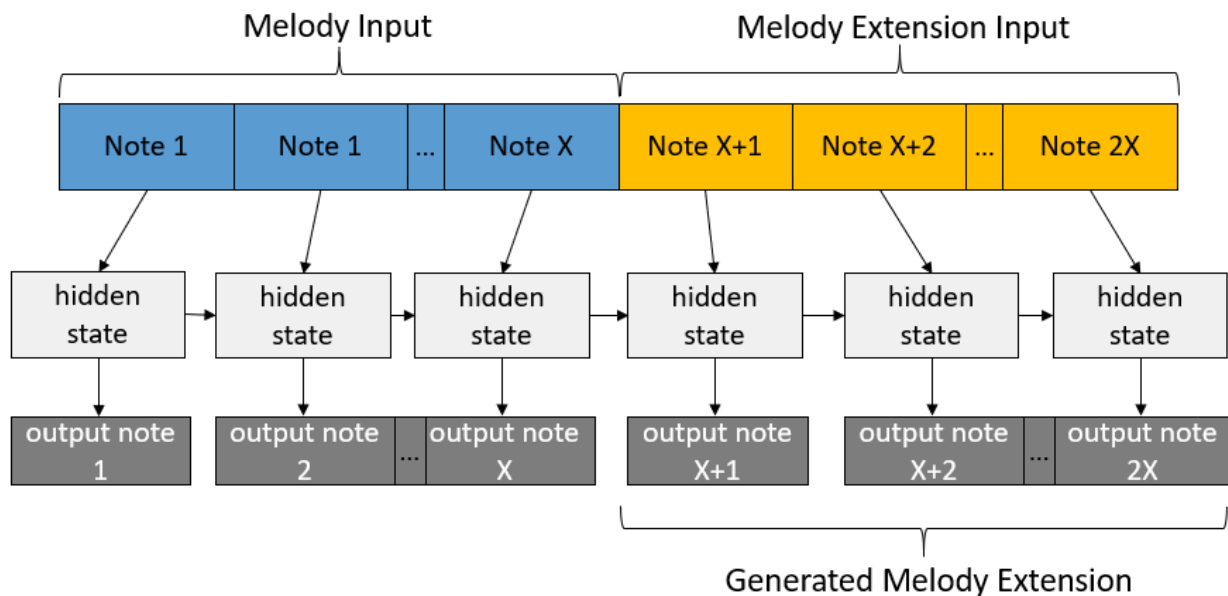 Melody Input
Melody Extension Input
Note 1
Note 1
...
Note X
Note X+1
Note X+2
...
Note 2X
hidden
state
hidden
state
hidden
state
hidden
state
hidden
state
hidden
state
output note
1
output note
2
...
output note
X
output note
X+1
output note
X+2
...
output note
2X
Generated Melody Extension